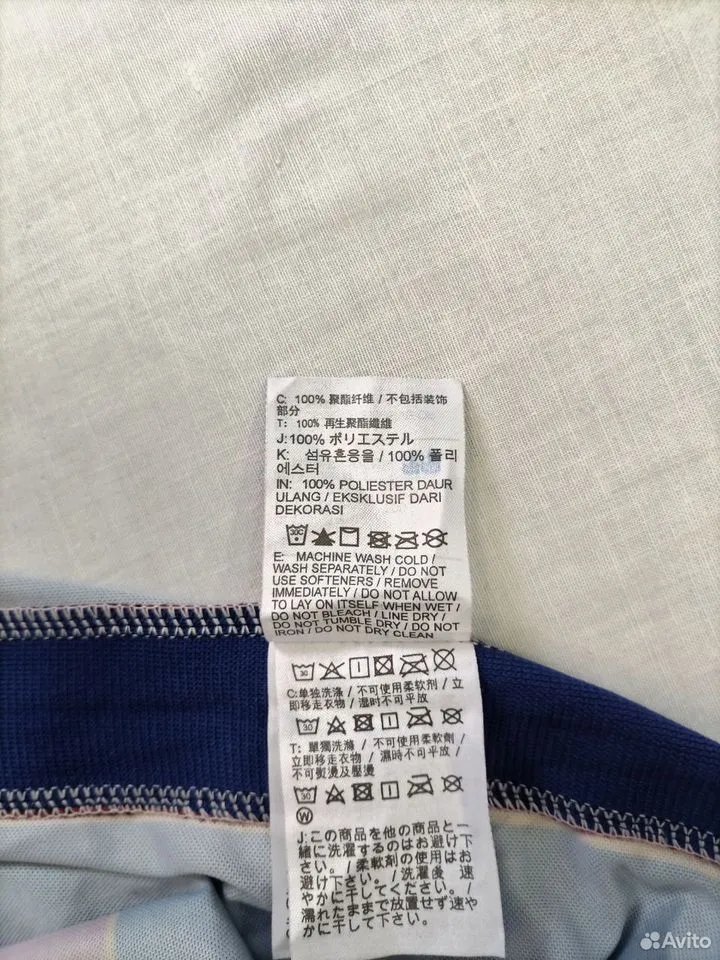 C: 100% 聚酯纤维 / 不包括装饰
部分
T: 100% 再生聚酯纖維
J: 100% ポリエステル
K: 섬유혼용율 / 100% 폴리
에스터
IN: 100% POLIESTER DAUR
ULANG / EKSKLUSIF DARI
DEKORASI
30C
E: MACHINE WASH COLD /
WASH SEPARATELY / DO NOT
USE SOFTENERS / REMOVE
IMMEDIATELY / DO NOT ALLOW
TO LAY ON ITSELF WHEN WET /
DO NOT BLEACH / LINE DRY /
DO NOT TUMBLE DRY / DO NOT
IRON / DO NOT DRY CLEAN
30
C: 单独洗涤 / 不可使用柔软剂 / 立
即移走衣物 / 湿时不可平放
30
T: 單獨洗滌 / 不可使用柔軟劑 /
立即移走衣物 / 濕時不可平放 /
不可熨燙及壓燙
30
W
J: この商品を他の商品と一
緒に洗濯するのはお避け下
さい。/ 柔軟剤の使用はお
避け下さい。/ 洗濯後 速
やかに干してください。/
濡れたままで放置せず速や
かに干して下さい。
Avito